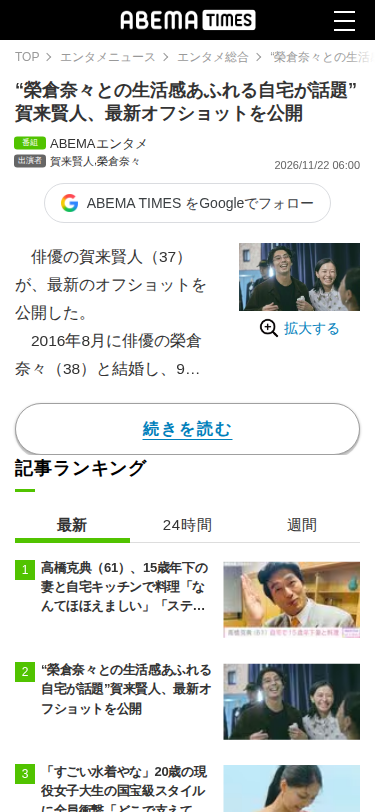 ABEMA TIMES
TOP > エンタメニュース > エンタメ総合 > “榮倉奈々との生活
“榮倉奈々との生活感あふれる自宅が話題”
賀来賢人、最新オフショットを公開
番組 ABEMAエンタメ
出演者 賀来賢人,榮倉奈々
2026/11/22 06:00
ABEMA TIMES をGoogleでフォロー
俳優の賀来賢人（37）
が、最新のオフショットを
公開した。
2016年8月に俳優の榮倉
奈々（38）と結婚し、9…
拡大する
続きを読む
記事ランキング
最新 24時間 週間
1 高橋克典（61）、15歳年下の
妻と自宅キッチンで料理「な
んてほほえましい」「ステ…
2 “榮倉奈々との生活感あふれる
自宅が話題”賀来賢人、最新オ
フショットを公開
3 「すごい水着やな」20歳の現
役女子大生の国宝級スタイル
に全員衝撃「どこで支えて